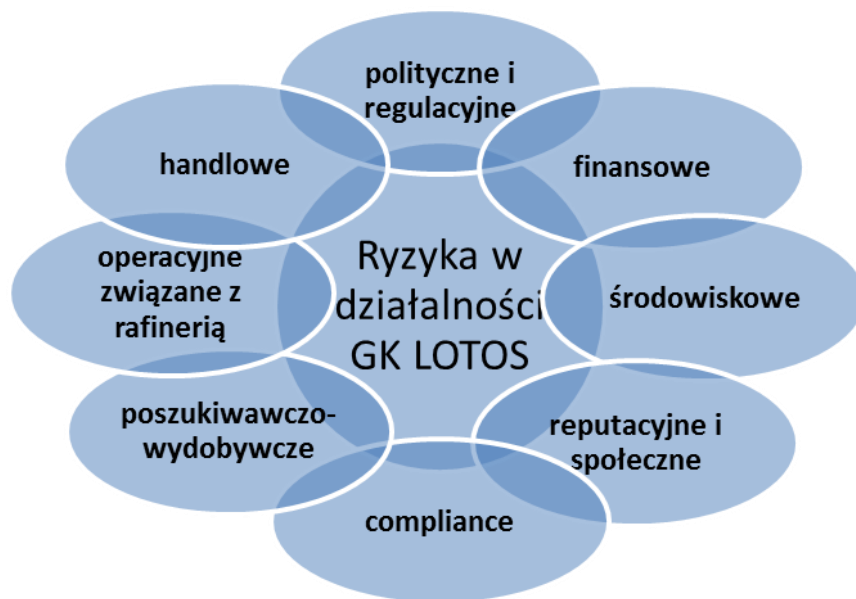 polityczne i
regulacyjne
finansowe
środowiskowe
reputacyjne i
społeczne
compliance
poszukiwawczo-
wydobywcze
operacyjne
związane z
rafinerią
handlowe
Ryzyka w
działalności
GK LOTOS